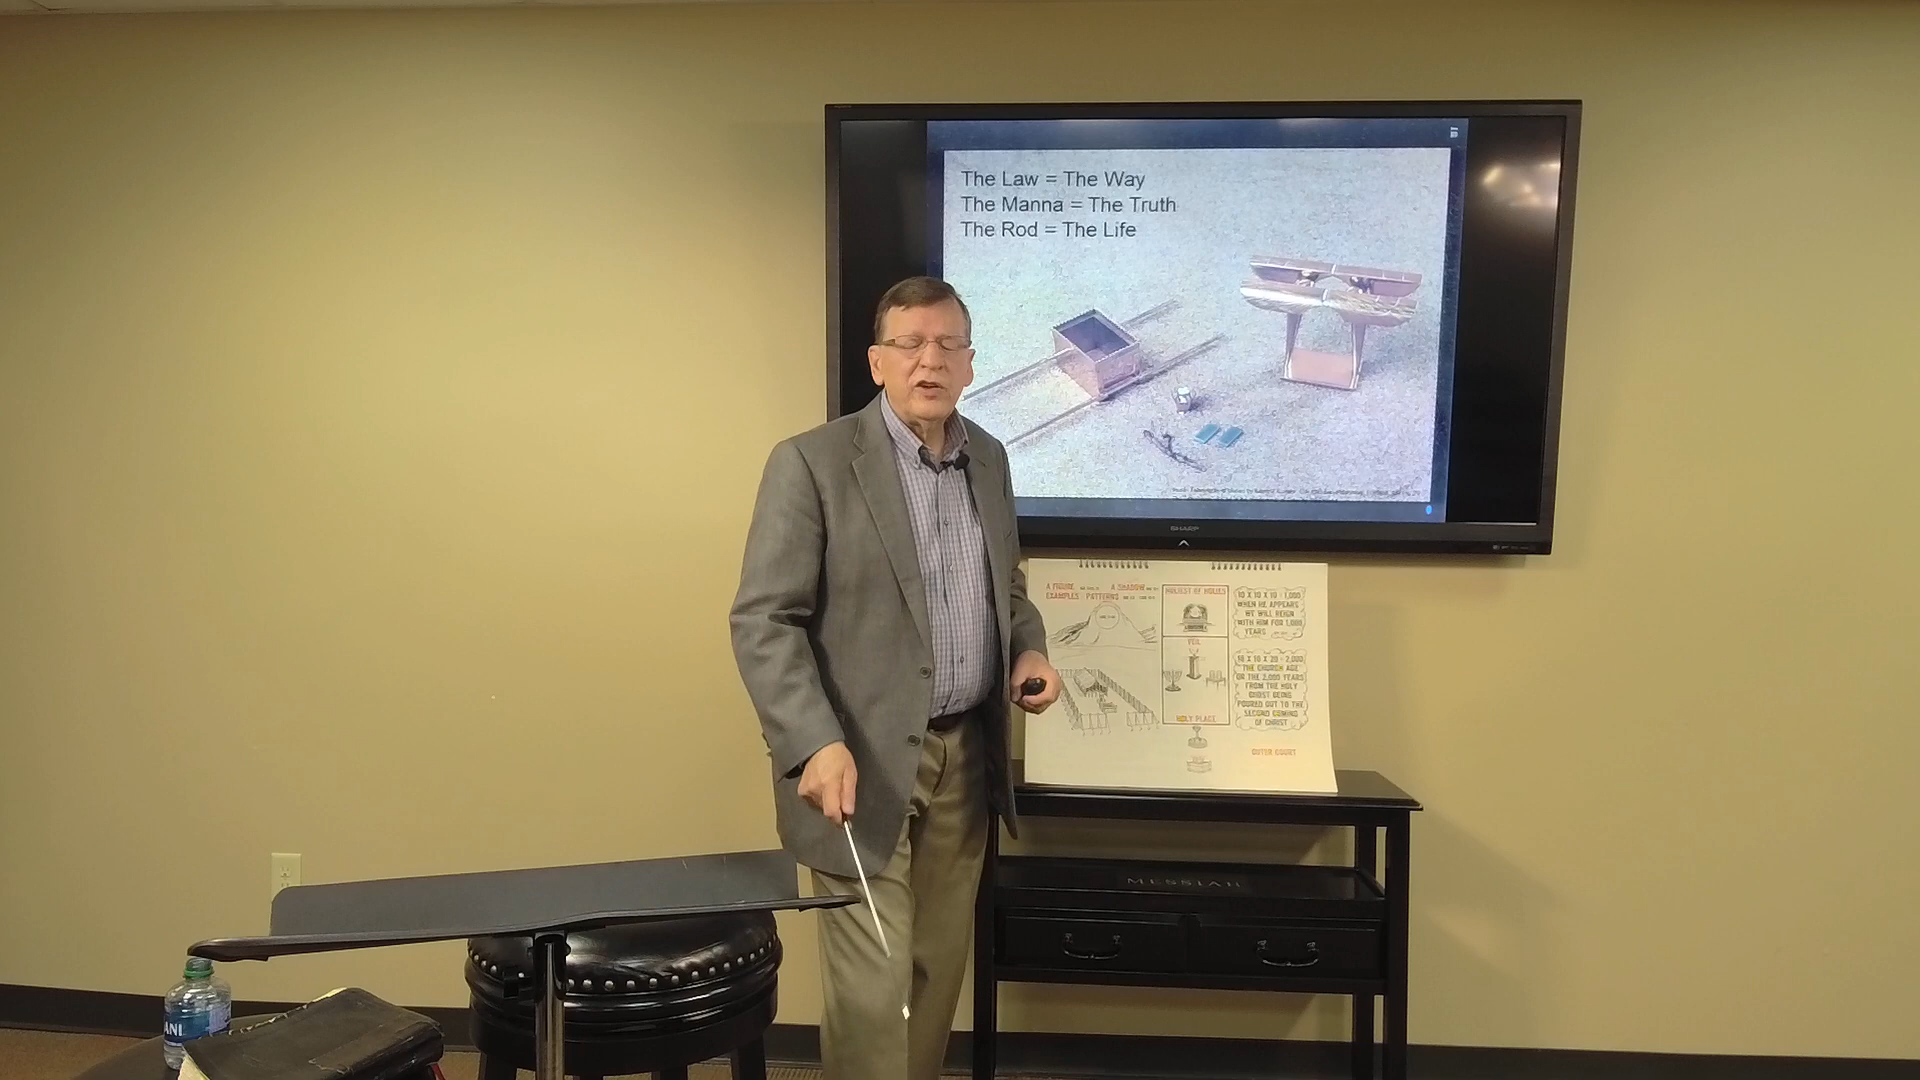 The Law = The Way
The Manna = The Truth
The Rod = The Life
SHARP
A FIGURE
A SHADOW
EXAMPLES
PATTERNS
HOLIEST OF HOLIES
VEIL
HOLY PLACE
10 X 10 X 10 = 1,000
WHEN HE APPEARS
WE WILL REIGN
WITH HIM FOR 1,000
YEARS
10 X 10 X 20 = 2,000
THE CHURCH AGE
OR THE 2,000 YEARS
FROM THE HOLY
GHOST BEING
POURED OUT TO THE
SECOND COMING
OF CHRIST
OUTER COURT
MESSIAH
ANI